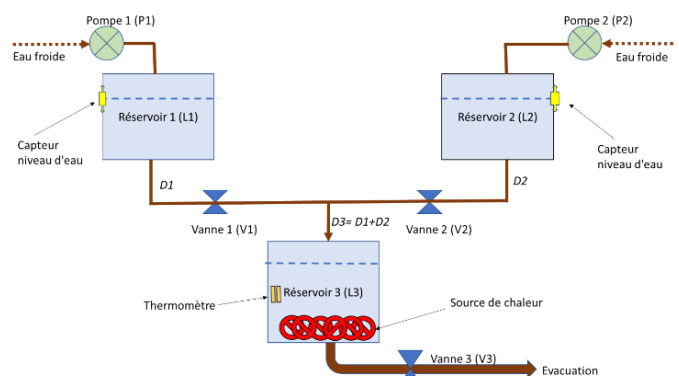 Pompe 1 (P1)
Pompe 2 (P2)
Eau froide
Eau froide
Réservoir 1 (L1)
Réservoir 2 (L2)
Capteur
niveau d'eau
Capteur
niveau d'eau
D1
D2
Vanne 1 (V1)
D3= D1+D2
Vanne 2 (V2)
Thermomètre
Réservoir 3 (L3)
Source de chaleur
Vanne 3 (V3)
Evacuation